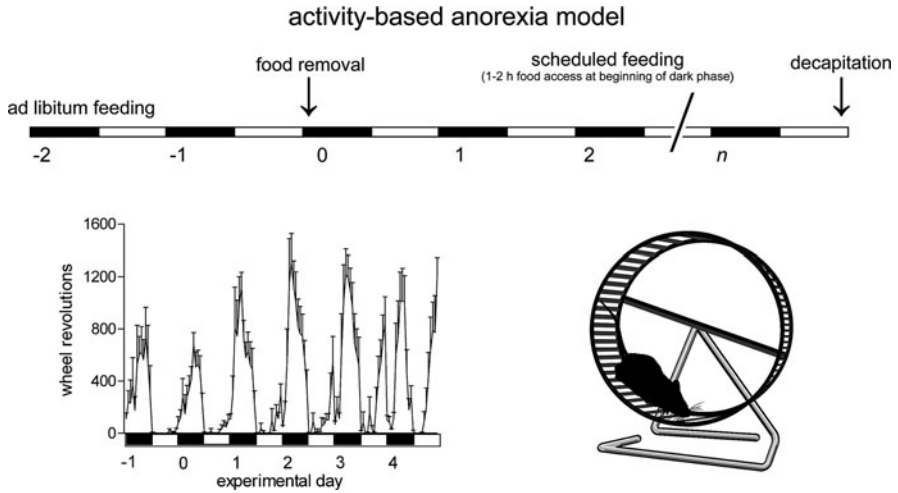 activity-based anorexia model
food removal
scheduled feeding
(1-2 h food access at beginning of dark phase)
decapitation
ad libitum feeding
-2 -1 0 1 2 n
wheel revolutions
1600
1200
800
400
0
-1 0 1 2 3 4
experimental day